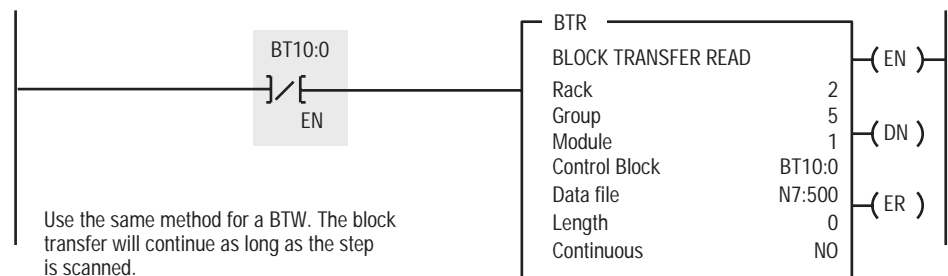 BTR
BT10:0
BLOCK TRANSFER READ
EN
Rack 2
Group 5
EN
Module 1
DN
Control Block BT10:0
Data file N7:500
ER
Length 0
Continuous NO
Use the same method for a BTW. The block
transfer will continue as long as the step
is scanned.